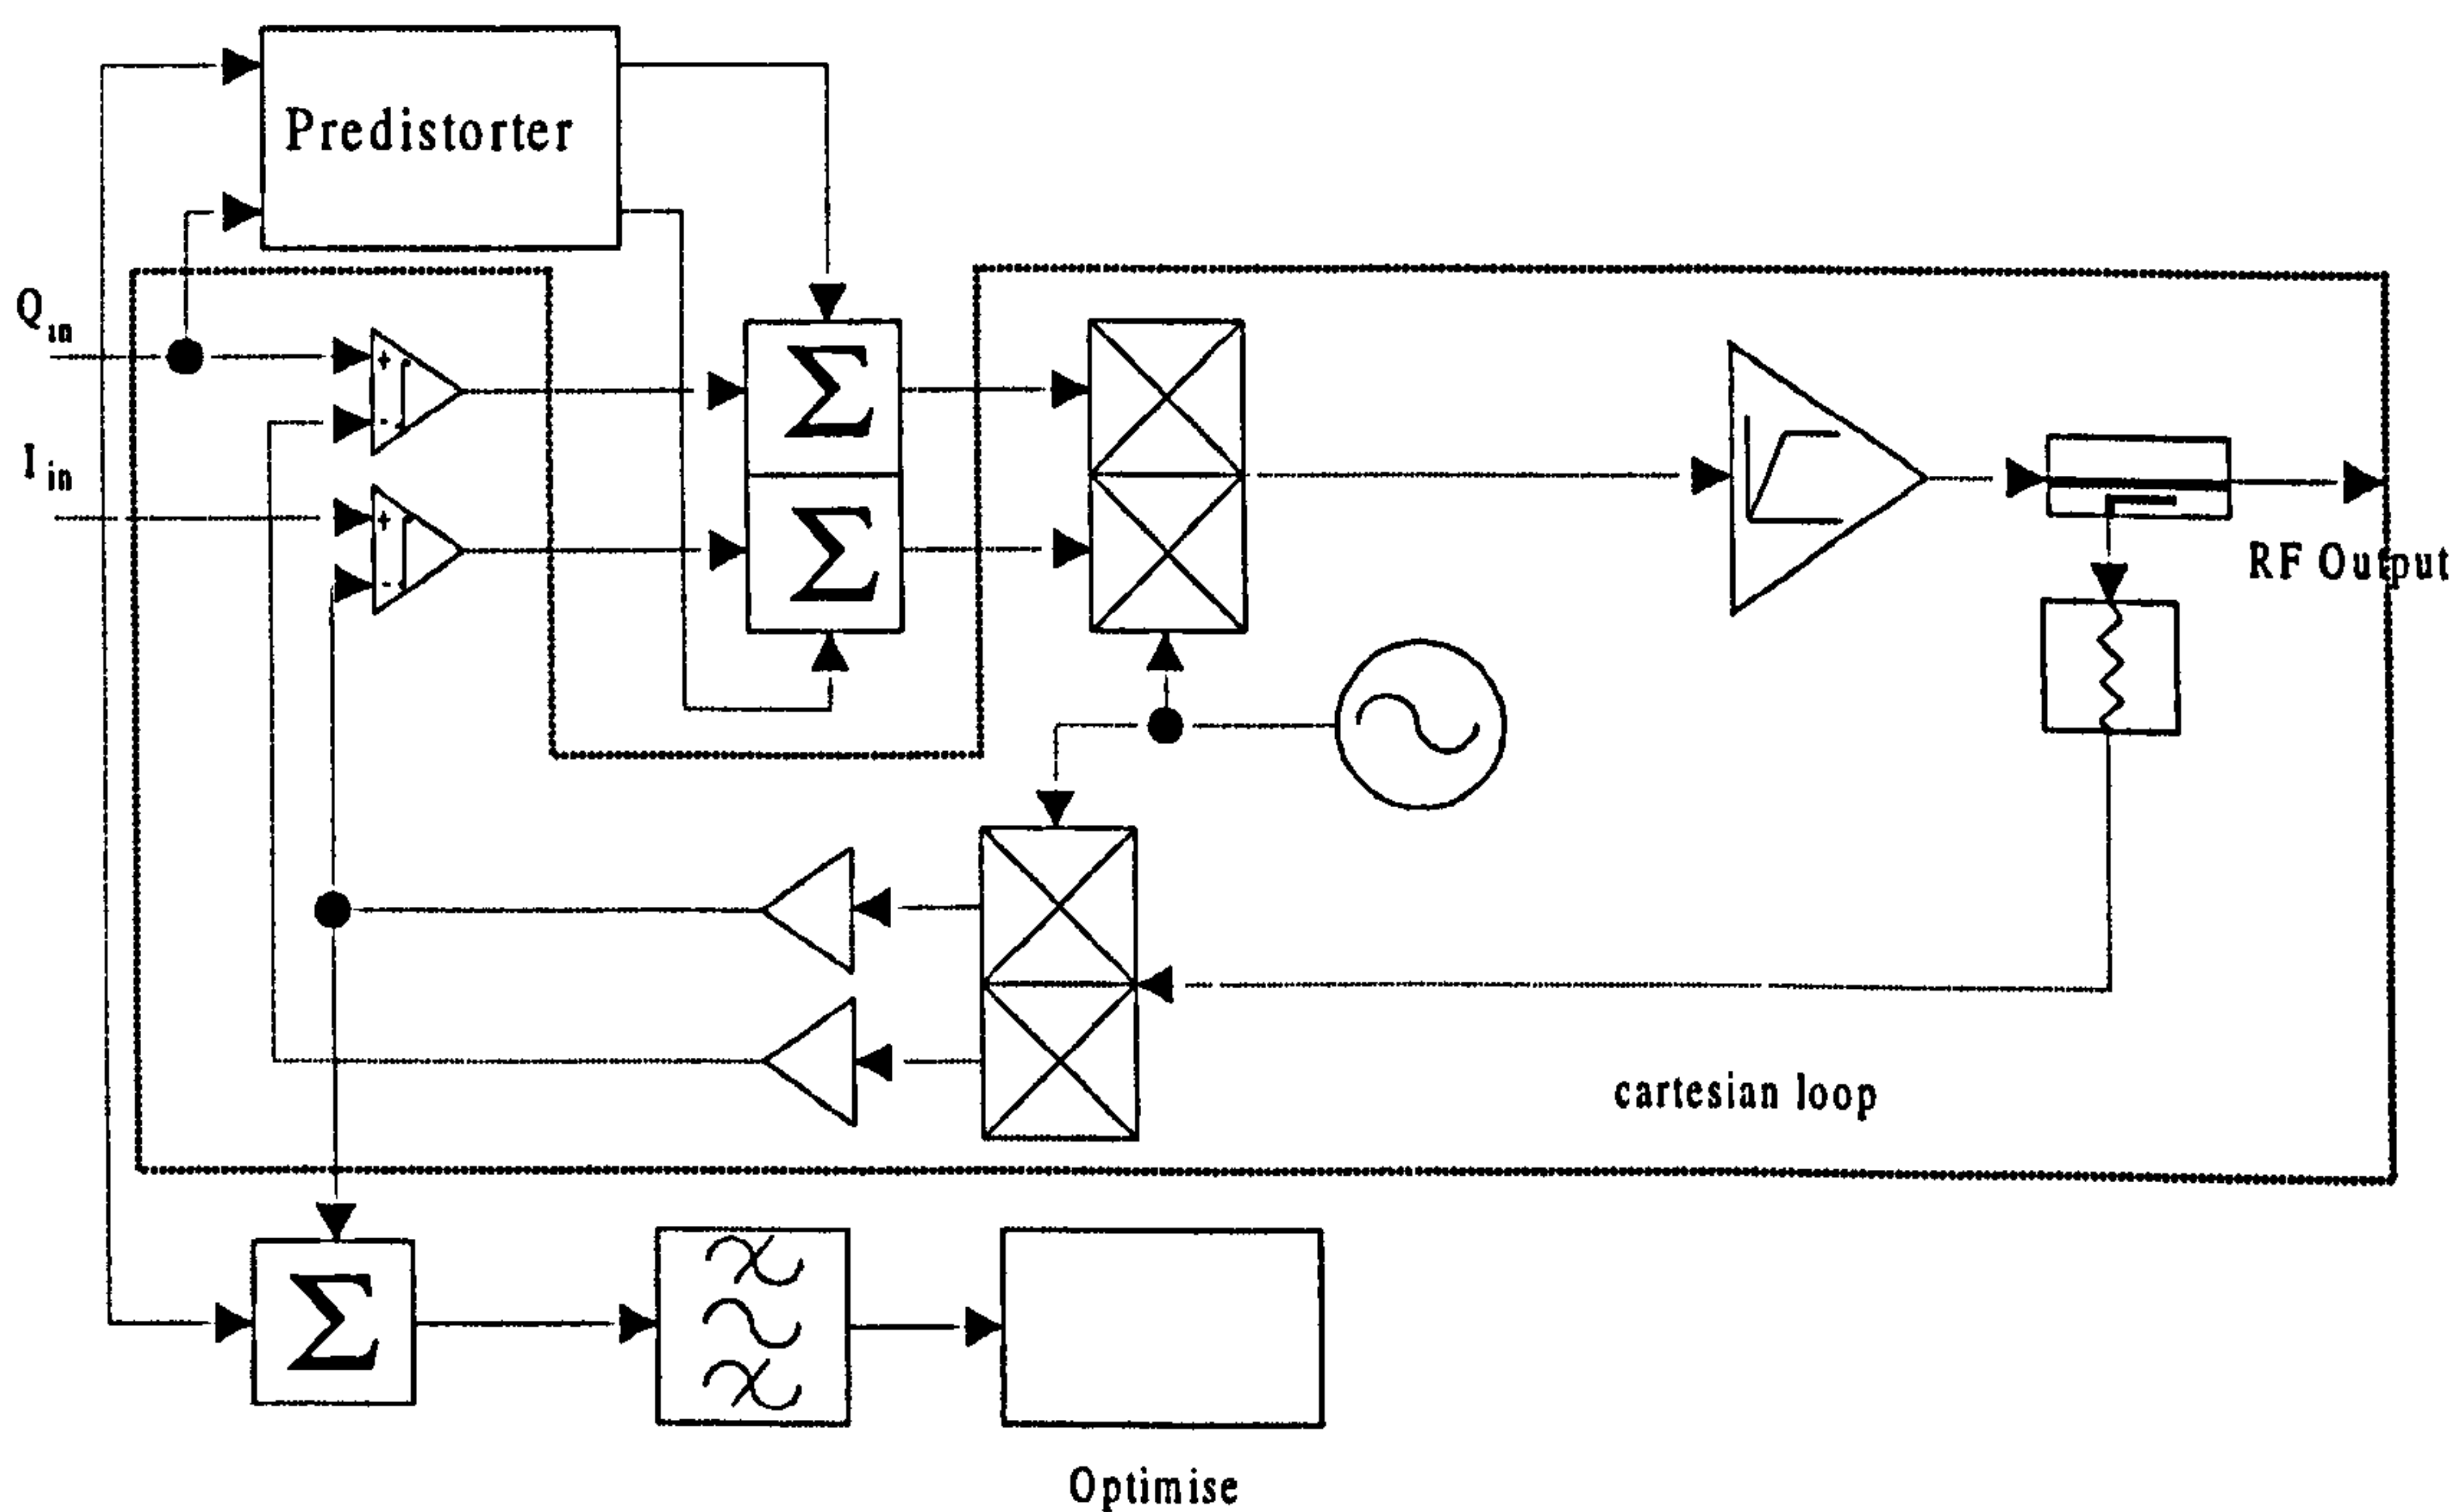 Predistorter
Q in
I in
+
-
+
-
Σ
Σ
RF Output
cartesian loop
Σ
Optimise